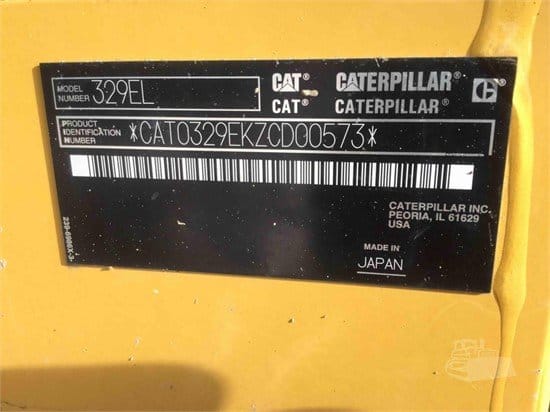 MODEL NUMBER 329EL
CAT® CATERPILLAR®
CAT® CATERPILLAR®
PRODUCT IDENTIFICATION NUMBER *CAT0329EKZCD00573*
CATERPILLAR INC.
PEORIA, IL 61629
USA
MADE IN
JAPAN